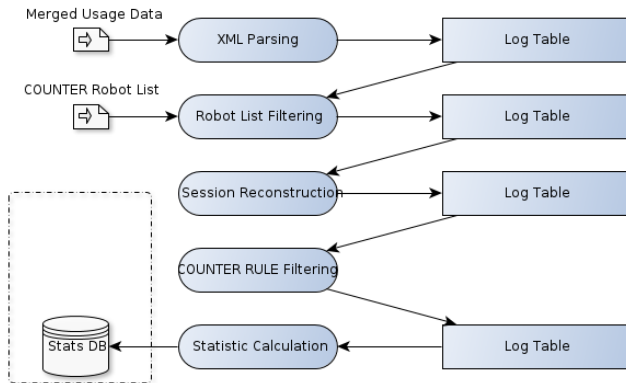 Merged Usage Data
XML Parsing
Log Table
COUNTER Robot List
Robot List Filtering
Log Table
Session Reconstruction
Log Table
COUNTER RULE Filtering
Stats DB
Statistic Calculation
Log Table